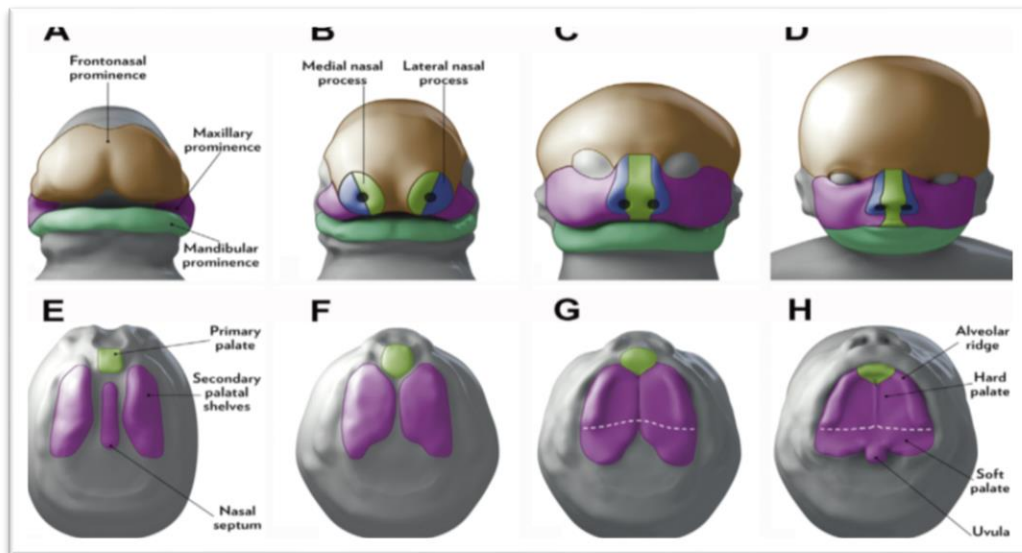 A
B
C
D
Frontonasal
prominence
Maxillary
prominence
Mandibular
prominence
Medial nasal
process
Lateral nasal
process
E
F
G
H
Primary
palate
Secondary
palatal
shelves
Nasal
septum
Alveolar
ridge
Hard
palate
Soft
palate
Uvula